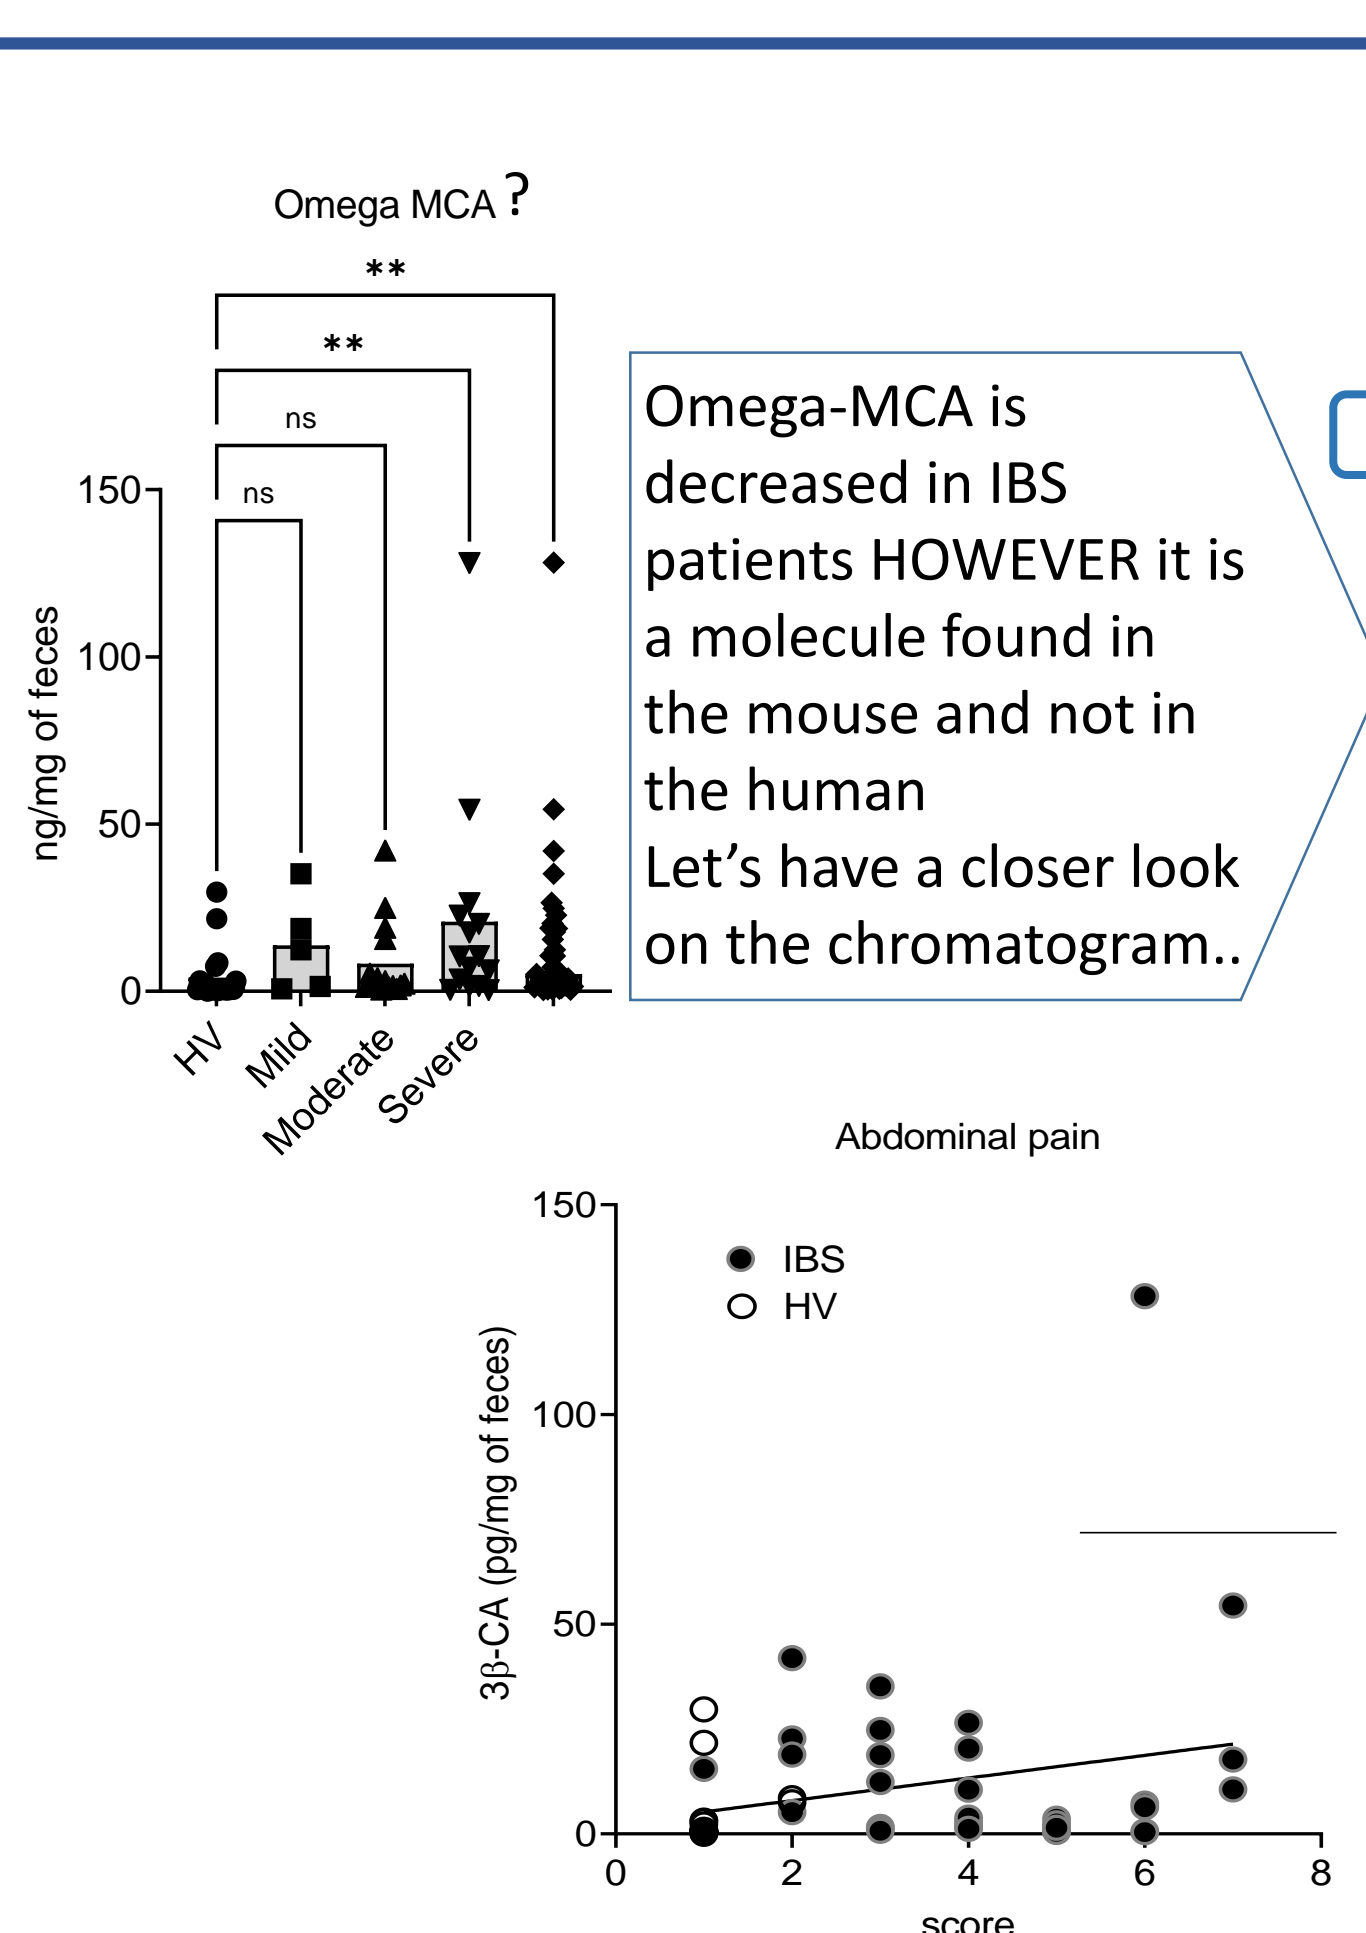 Omega MCA ?
**
**
ns
ns
150
100
50
0
ng/mg of feces
HV
Mild
Moderate
Severe
Omega-MCA is
decreased in IBS
patients HOWEVER it is
a molecule found in
the mouse and not in
the human
Let’s have a closer look
on the chromatogram..
Abdominal pain
150
100
50
0
3β-CA (pg/mg of feces)
IBS
HV
0 2 4 6 8
score